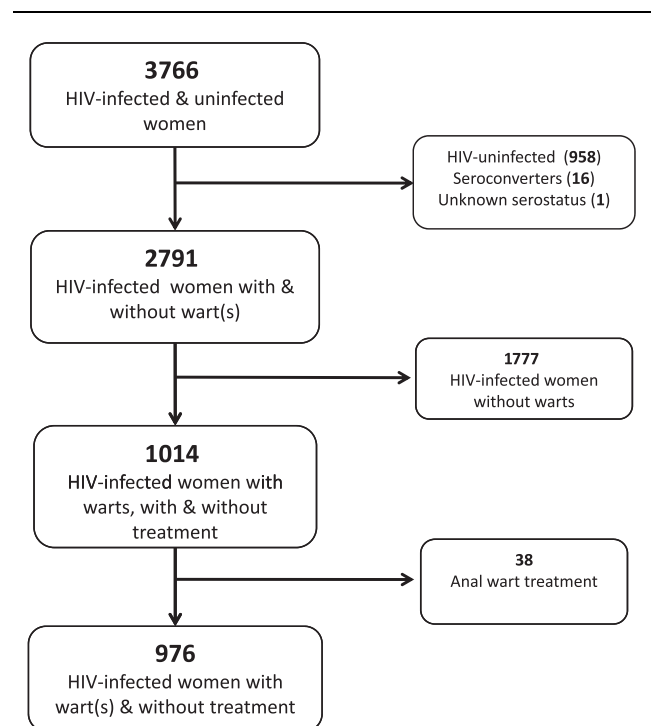 3766
HIV-infected & uninfected
women
HIV-uninfected (958)
Seroconverters (16)
Unknown serostatus (1)
2791
HIV-infected women with &
without wart(s)
1777
HIV-infected women
without warts
1014
HIV-infected women with
warts, with & without
treatment
38
Anal wart treatment
976
HIV-infected women with
wart(s) & without treatment